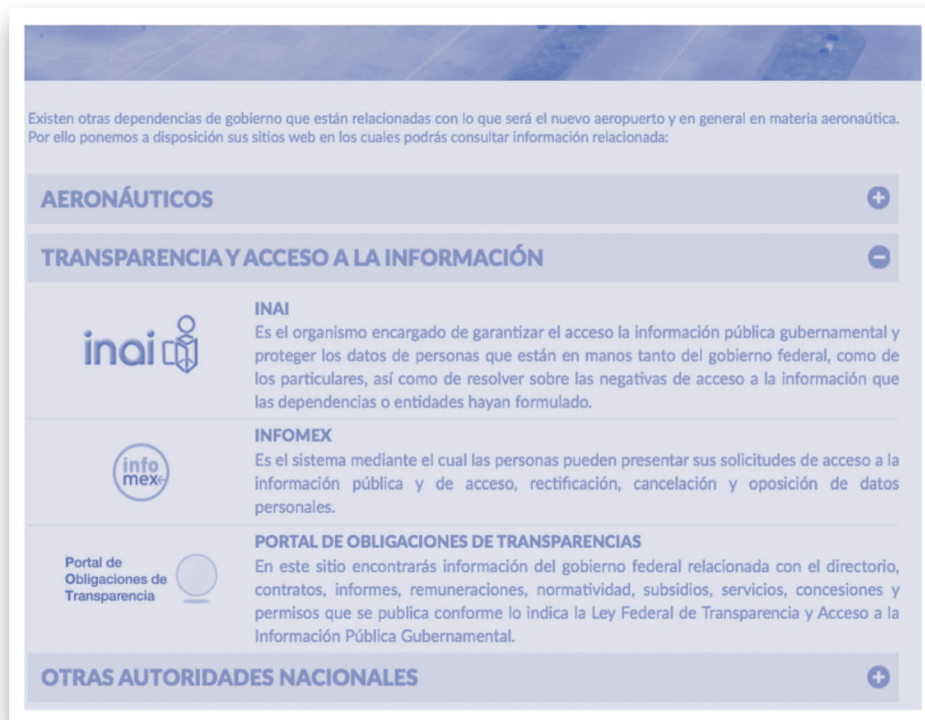 Existen otras dependencias de gobierno que están relacionadas con lo que será el nuevo aeropuerto y en general en materia aeronaútica.
Por ello ponemos a disposición sus sitios web en los cuales podrás consultar información relacionada:
AERONÁUTICOS
TRANSPARENCIA Y ACCESO A LA INFORMACIÓN
inai
INAI
Es el organismo encargado de garantizar el acceso la información pública gubernamental y
proteger los datos de personas que están en manos tanto del gobierno federal, como de
los particulares, así como de resolver sobre las negativas de acceso a la información que
las dependencias o entidades hayan formulado.
info
mex
INFOMEX
Es el sistema mediante el cual las personas pueden presentar sus solicitudes de acceso a la
información pública y de acceso, rectificación, cancelación y oposición de datos
personales.
Portal de
Obligaciones de
Transparencia
PORTAL DE OBLIGACIONES DE TRANSPARENCIAS
En este sitio encontrarás información del gobierno federal relacionada con el directorio,
contratos, informes, remuneraciones, normatividad, subsidios, servicios, concesiones y
permisos que se publica conforme lo indica la Ley Federal de Transparencia y Acceso a la
Información Pública Gubernamental.
OTRAS AUTORIDADES NACIONALES